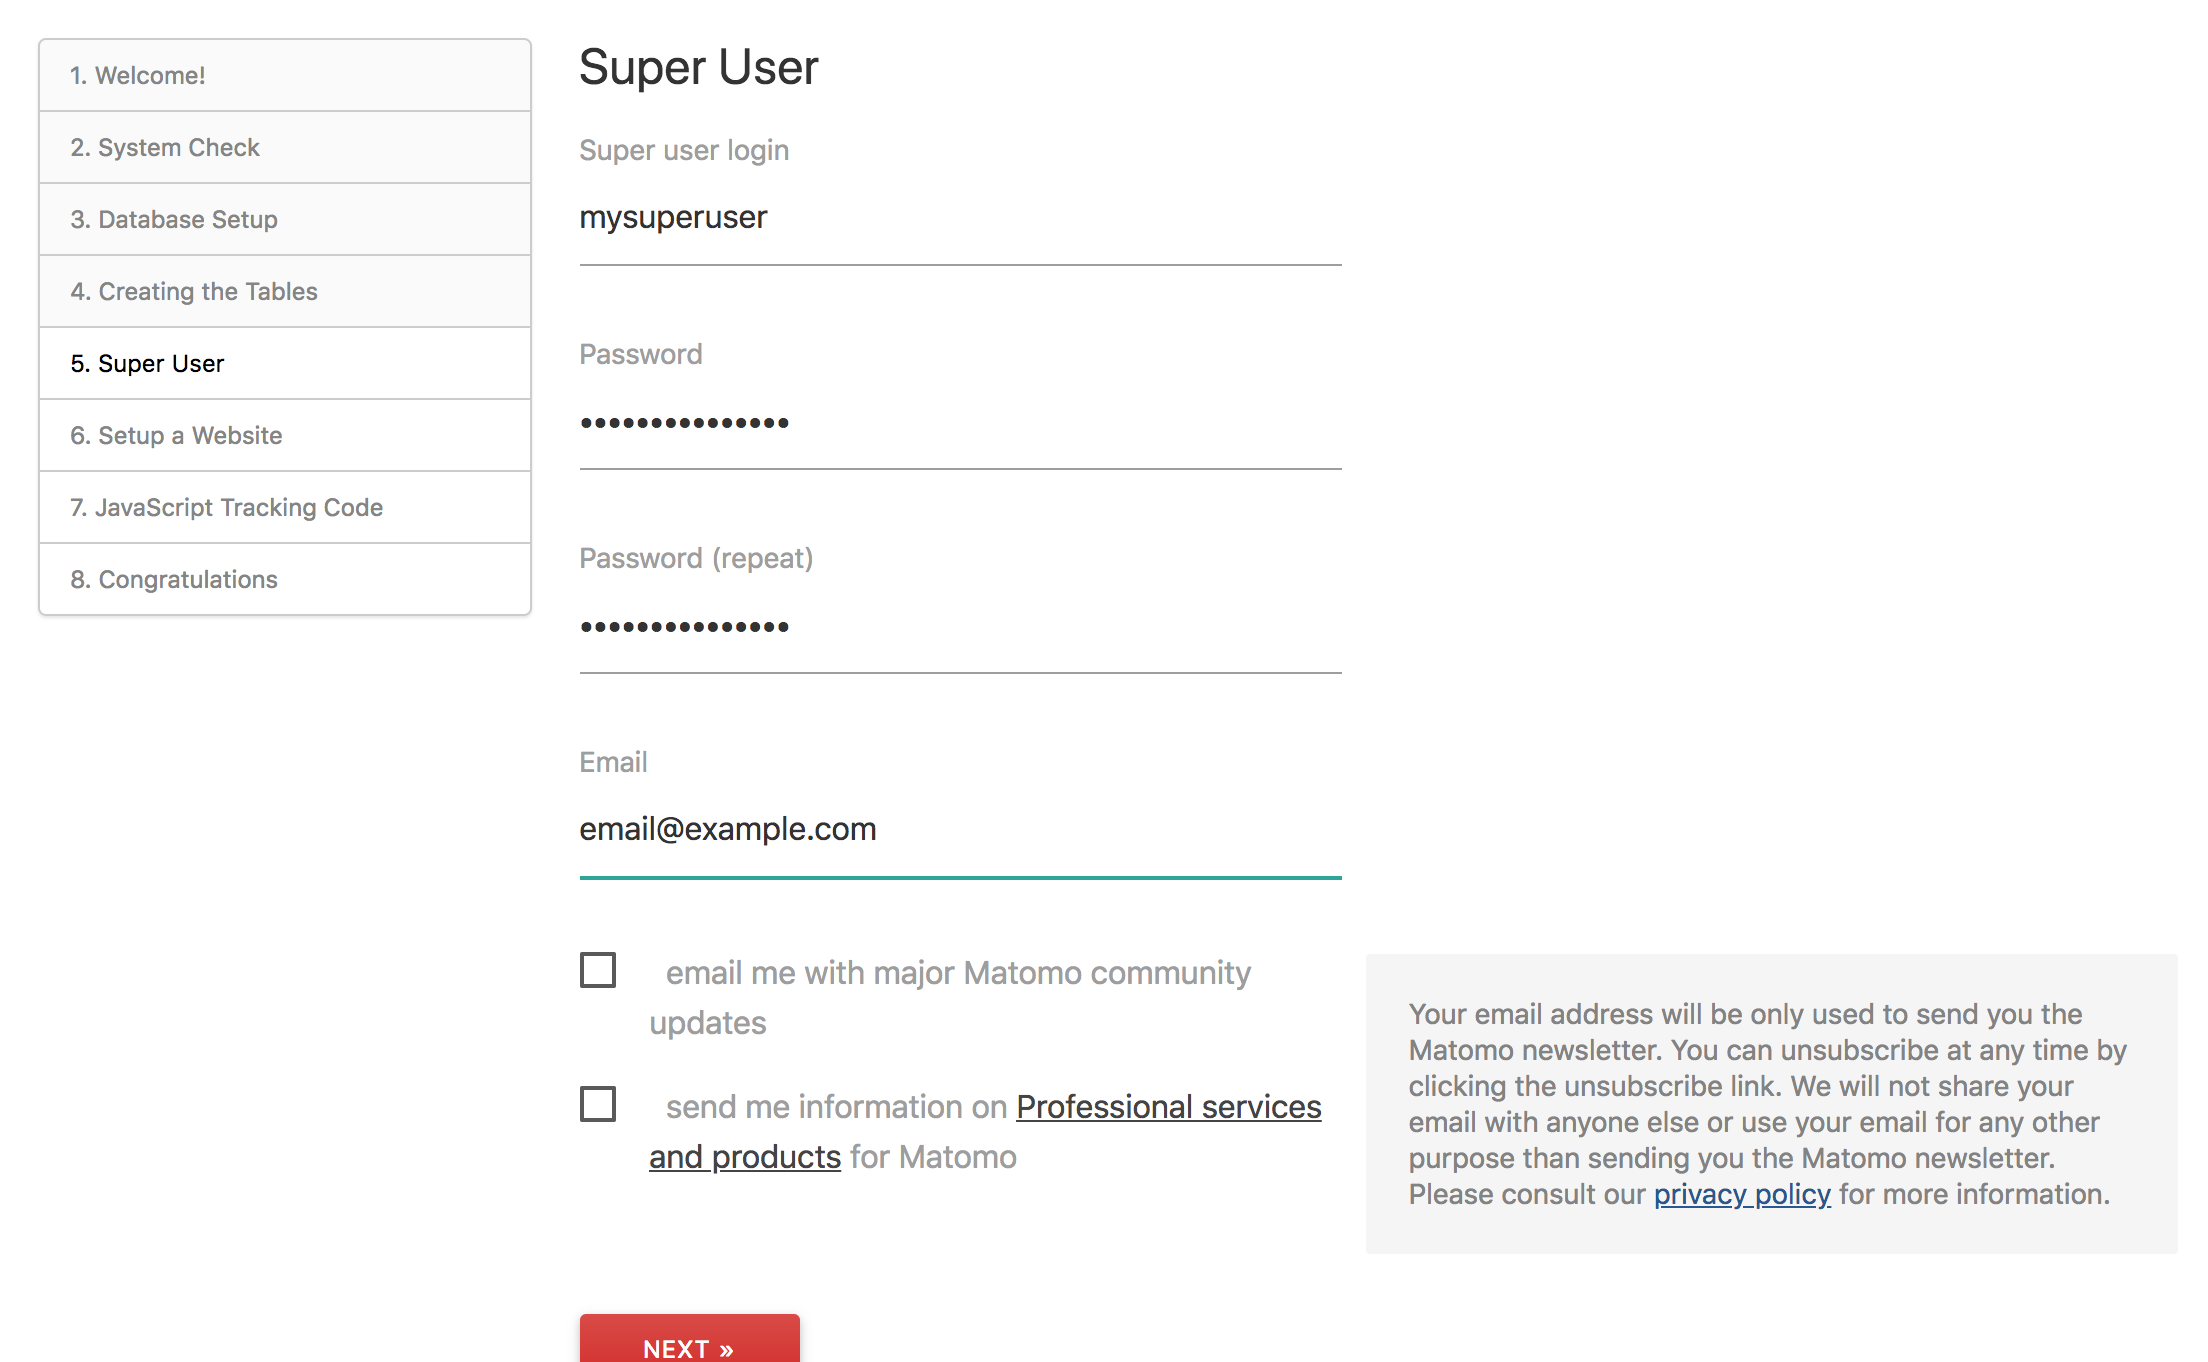 1. Welcome!
2. System Check
3. Database Setup
4. Creating the Tables
5. Super User
6. Setup a Website
7. JavaScript Tracking Code
8. Congratulations
Super User
Super user login
mysuperuser
Password
•••••••••••••••
Password (repeat)
•••••••••••••••
Email
email@example.com
email me with major Matomo community
updates
send me information on Professional services
and products for Matomo
Your email address will be only used to send you the
Matomo newsletter. You can unsubscribe at any time by
clicking the unsubscribe link. We will not share your
email with anyone else or use your email for any other
purpose than sending you the Matomo newsletter.
Please consult our privacy policy for more information.
NEXT »